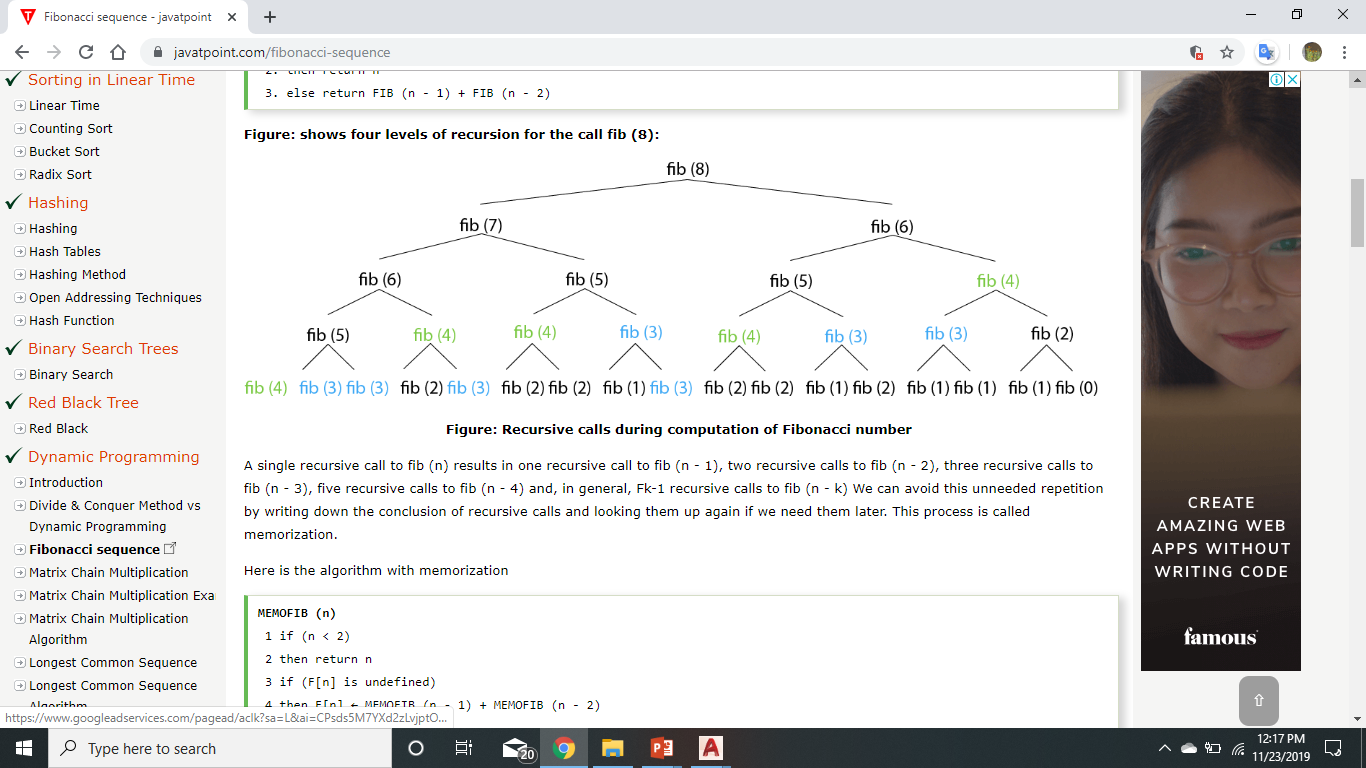 Fibonacci sequence - javatpoint
javatpoint.com/fibonacci-sequence
Sorting in Linear Time
Linear Time
Counting Sort
Bucket Sort
Radix Sort
Hashing
Hashing
Hash Tables
Hashing Method
Open Addressing Techniques
Hash Function
Binary Search Trees
Binary Search
Red Black Tree
Red Black
Dynamic Programming
Introduction
Divide & Conquer Method vs
Dynamic Programming
Fibonacci sequence
Matrix Chain Multiplication
Matrix Chain Multiplication Exa
Matrix Chain Multiplication
Algorithm
Longest Common Sequence
Longest Common Sequence
Algorithm
2. then return n
3. else return FIB (n - 1) + FIB (n - 2)
Figure: shows four levels of recursion for the call fib (8):
fib (8)
fib (7) fib (6)
fib (6) fib (5) fib (5) fib (4)
fib (5) fib (4) fib (4) fib (3) fib (4) fib (3) fib (3) fib (2)
fib (4) fib (3) fib (3) fib (2) fib (3) fib (2) fib (2) fib (1) fib (3) fib (2) fib (2) fib (1) fib (2) fib (1) fib (1) fib (1) fib (0)
Figure: Recursive calls during computation of Fibonacci number
A single recursive call to fib (n) results in one recursive call to fib (n - 1), two recursive calls to fib (n - 2), three recursive calls to
fib (n - 3), five recursive calls to fib (n - 4) and, in general, Fk-1 recursive calls to fib (n - k) We can avoid this unneeded repetition
by writing down the conclusion of recursive calls and looking them up again if we need them later. This process is called
memorization.
Here is the algorithm with memorization
MEMOFIB (n)
1 if (n < 2)
2 then return n
3 if (F[n] is undefined)
4 then F[n] ← MEMOFIB (n - 1) + MEMOFIB (n - 2)
CREATE
AMAZING WEB
APPS WITHOUT
WRITING CODE
famous
https://www.googleadservices.com/pagead/aclk?sa=L&ai=CPsds5M7YXd2zLvjptO...
Type here to search
20
12:17 PM
11/23/2019